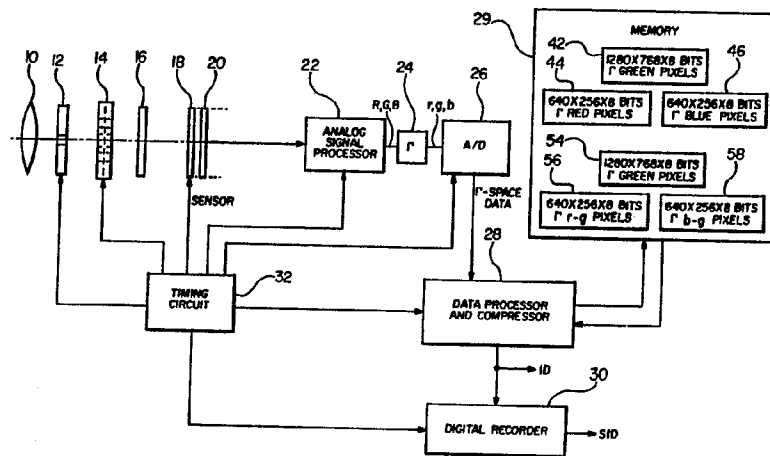 29
MEMORY
42
46
1280X768X8 BITS
Γ GREEN PIXELS
44
640X256X8 BITS
Γ RED PIXELS
640X256X8 BITS
Γ BLUE PIXELS
54
1280X768X8 BITS
Γ GREEN PIXELS
56
58
640X256X8 BITS
Γ r-g PIXELS
640X256X8 BITS
Γ b-g PIXELS
10
12
14
16
18
20
22
24
26
R,G,B
r,g,b
ANALOG
SIGNAL
PROCESSOR
Γ
A/D
SENSOR
Γ-SPACE
DATA
28
32
TIMING
CIRCUIT
DATA PROCESSOR
AND COMPRESSOR
ID
30
DIGITAL RECORDER
SID